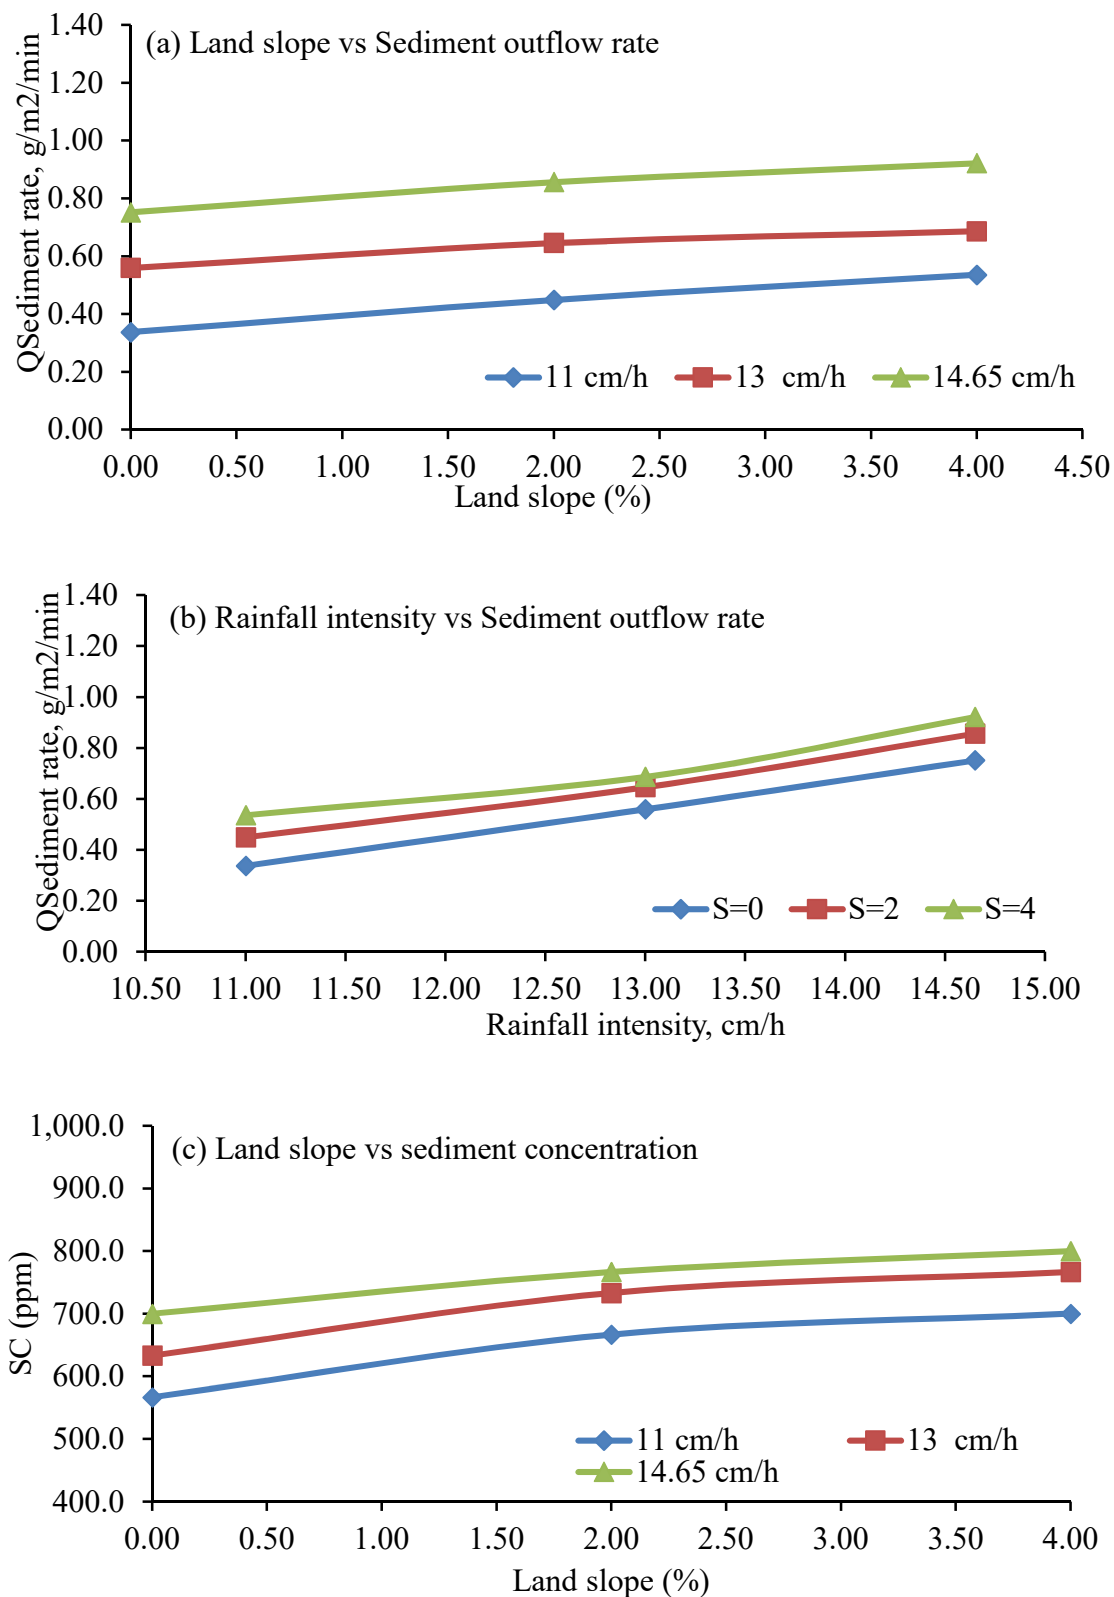 (a) Land slope vs Sediment outflow rate
QSediment rate, g/m2/min
1.40
1.20
1.00
0.80
0.60
0.40
0.20
0.00
11 cm/h 13 cm/h 14.65 cm/h
0.00 0.50 1.00 1.50 2.00 2.50 3.00 3.50 4.00 4.50
Land slope (%)
(b) Rainfall intensity vs Sediment outflow rate
QSediment rate, g/m2/min
1.40
1.20
1.00
0.80
0.60
0.40
0.20
0.00
S=0 S=2 S=4
10.50 11.00 11.50 12.00 12.50 13.00 13.50 14.00 14.50 15.00
Rainfall intensity, cm/h
(c) Land slope vs sediment concentration
SC (ppm)
1,000.0
900.0
800.0
700.0
600.0
500.0
400.0
11 cm/h 13 cm/h
14.65 cm/h
0.00 0.50 1.00 1.50 2.00 2.50 3.00 3.50 4.00
Land slope (%)